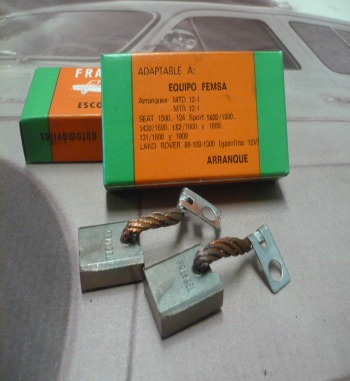 ADAPTABLE A:
EQUIPO FEMSA
Arranques: MTD 12-1
MTR 12-1
SEAT 1500, 124 Sport 1600/1800,
1430/1600, 132/1600 y 1800,
131/1600 y 1800
LAND ROVER 88-109-1300 (gasolina 12V)
ARRANQUE
FRA
ESCO